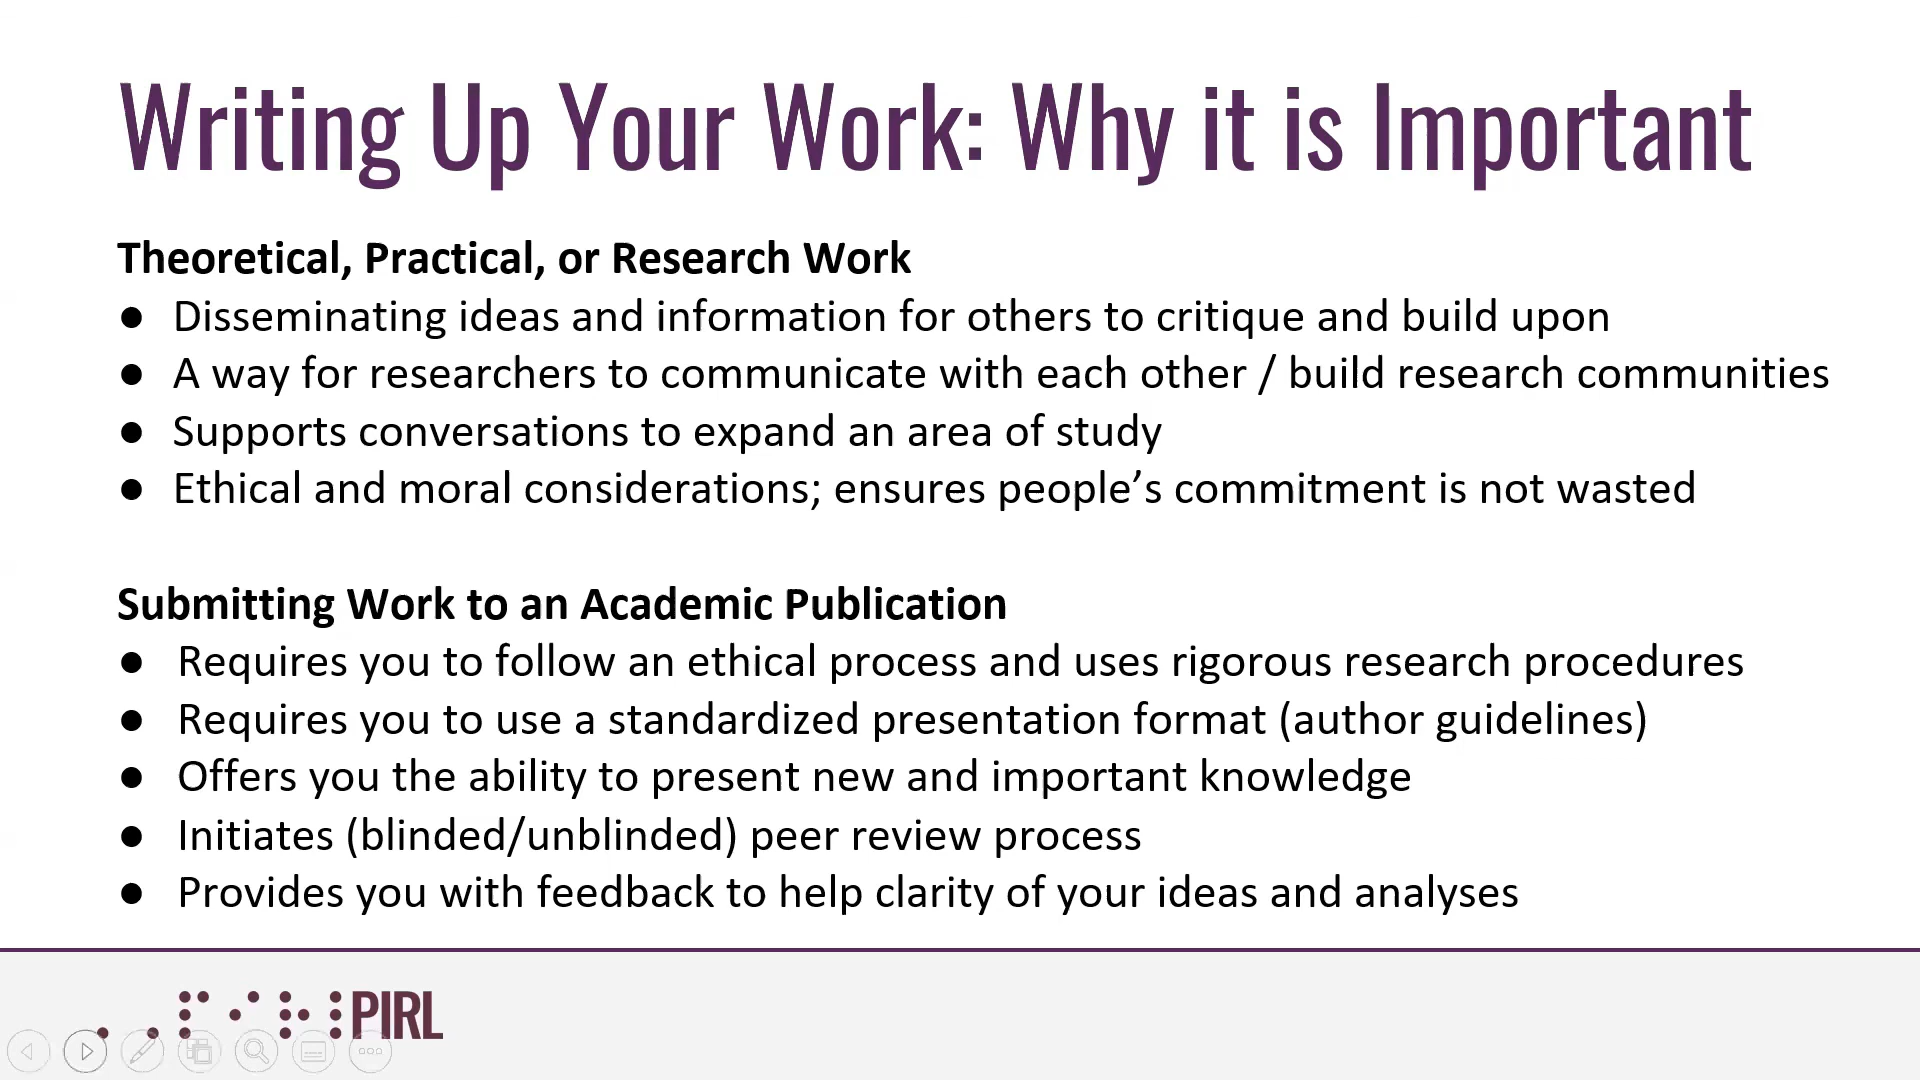 Writing Up Your Work: Why it is Important
Theoretical, Practical, or Research Work
● Disseminating ideas and information for others to critique and build upon
● A way for researchers to communicate with each other / build research communities
● Supports conversations to expand an area of study
● Ethical and moral considerations; ensures people’s commitment is not wasted
Submitting Work to an Academic Publication
● Requires you to follow an ethical process and uses rigorous research procedures
● Requires you to use a standardized presentation format (author guidelines)
● Offers you the ability to present new and important knowledge
● Initiates (blinded/unblinded) peer review process
● Provides you with feedback to help clarity of your ideas and analyses
PIRL